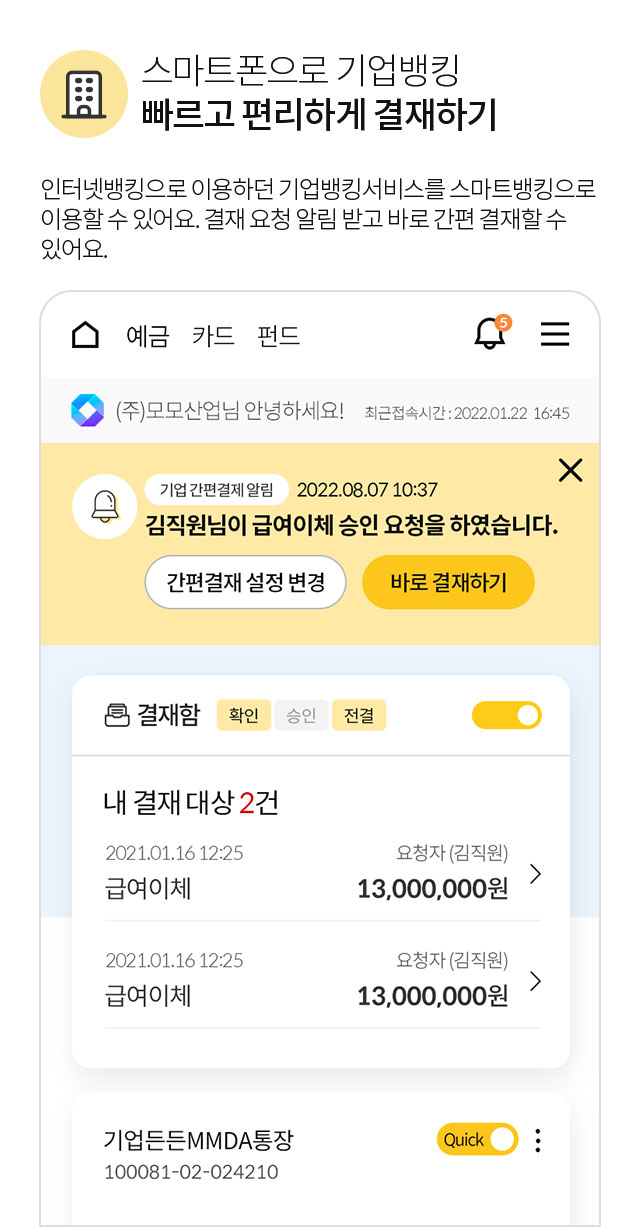 스마트폰으로 기업뱅킹
빠르고 편리하게 결재하기
인터넷뱅킹으로 이용하던 기업뱅킹서비스를 스마트뱅킹으로
이용할 수 있어요. 결재 요청 알림 받고 바로 간편 결재할 수
있어요.
예금 카드 펀드 5
(주)모모산업님 안녕하세요! 최근접속시간 : 2022.01.22 16:45
기업 간편결제 알림 2022.08.07 10:37
김직원님이 급여이체 승인 요청을 하였습니다.
간편결재 설정 변경 바로 결재하기
결재함 확인 승인 전결
내 결재 대상 2건
2021.01.16 12:25 요청자 (김직원)
급여이체 13,000,000원
2021.01.16 12:25 요청자 (김직원)
급여이체 13,000,000원
기업든든MMDA통장 Quick
100081-02-024210